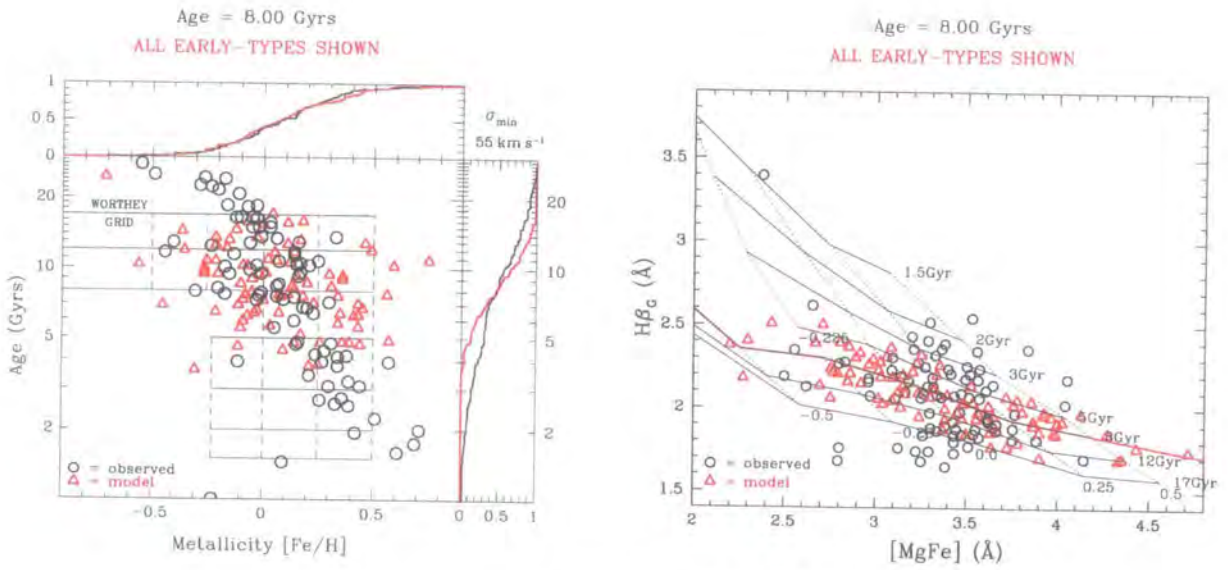 Age = 8.00 Gyrs
ALL EARLY-TYPES SHOWN
1
0.5
0
σmin
55 km s⁻¹
WORTHEY
GRID
20
10
5
2
Age (Gyrs)
20
10
5
2
○ = observed
△ = model
-0.5
0
0.5
0
0.5
1
Metallicity [Fe/H]
Age = 8.00 Gyrs
ALL EARLY-TYPES SHOWN
3.5
3
2.5
2
1.5
HβG (Å)
1.5Gyr
2Gyr
3Gyr
5Gyr
8Gyr
12Gyr
17Gyr
-0.225
-0.5
0.0
0.25
0.5
○ = observed
△ = model
2
2.5
3
3.5
4
4.5
[MgFe] (Å)